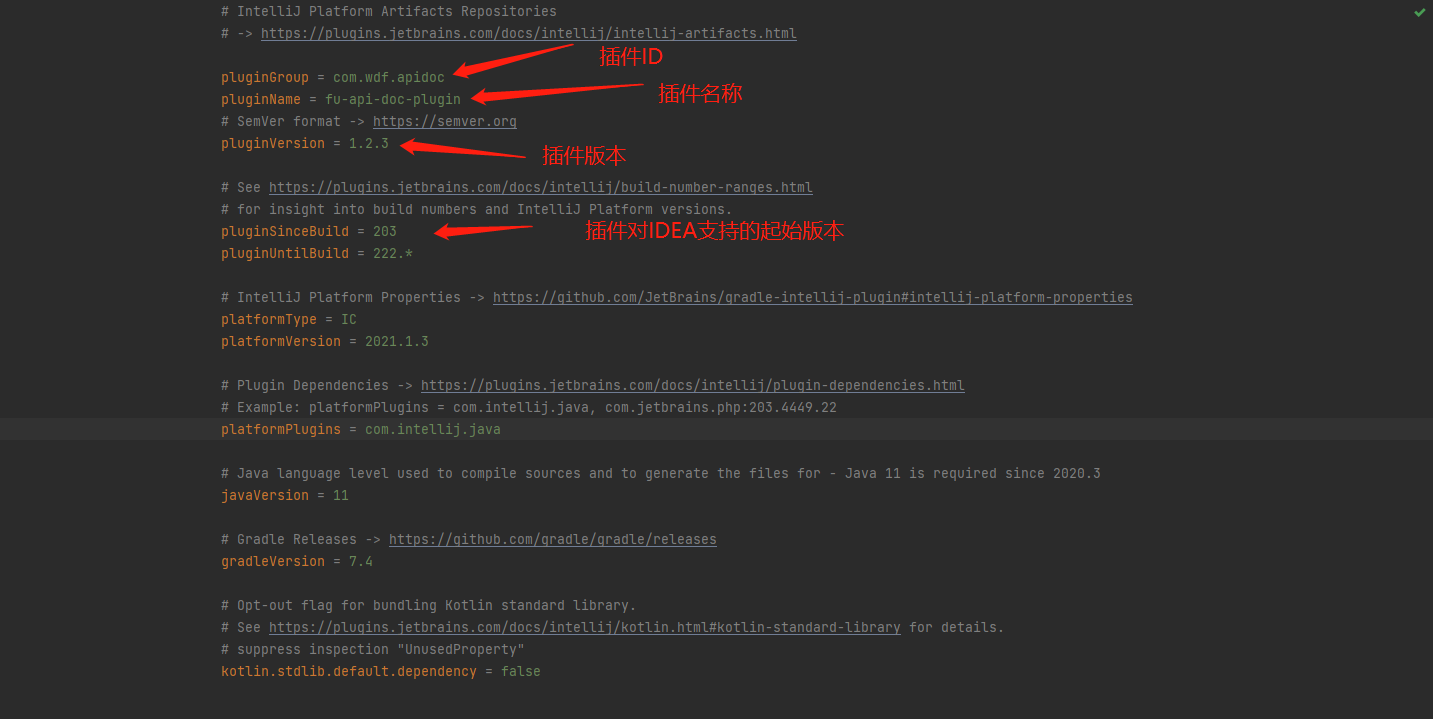 # IntelliJ Platform Artifacts Repositories
# -> https://plugins.jetbrains.com/docs/intellij/intellij-artifacts.html
插件ID
pluginGroup = com.wdf.apidoc
插件名称
pluginName = fu-api-doc-plugin
# SemVer format -> https://semver.org
pluginVersion = 1.2.3
插件版本
# See https://plugins.jetbrains.com/docs/intellij/build-number-ranges.html
# for insight into build numbers and IntelliJ Platform versions.
pluginSinceBuild = 203
插件对IDEA支持的起始版本
pluginUntilBuild = 222.*
# IntelliJ Platform Properties -> https://github.com/JetBrains/gradle-intellij-plugin#intellij-platform-properties
platformType = IC
platformVersion = 2021.1.3
# Plugin Dependencies -> https://plugins.jetbrains.com/docs/intellij/plugin-dependencies.html
# Example: platformPlugins = com.intellij.java, com.jetbrains.php:203.4449.22
platformPlugins = com.intellij.java
# Java language level used to compile sources and to generate the files for - Java 11 is required since 2020.3
javaVersion = 11
# Gradle Releases -> https://github.com/gradle/gradle/releases
gradleVersion = 7.4
# Opt-out flag for bundling Kotlin standard library.
# See https://plugins.jetbrains.com/docs/intellij/kotlin.html#kotlin-standard-library for details.
# suppress inspection "UnusedProperty"
kotlin.stdlib.default.dependency = false